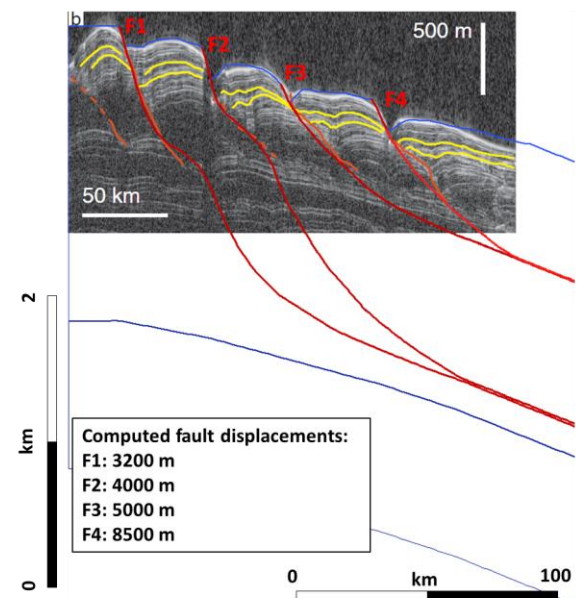 b
F1
F2
F3
F4
500 m
50 km
2
km
0
Computed fault displacements:
F1: 3200 m
F2: 4000 m
F3: 5000 m
F4: 8500 m
0 km 100